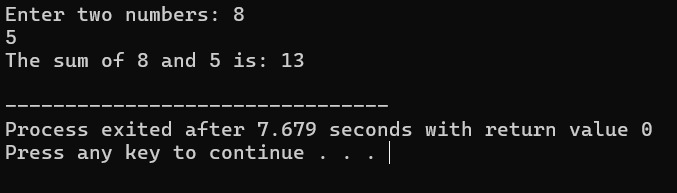 Enter two numbers: 8
5
The sum of 8 and 5 is: 13
--------------------------------
Process exited after 7.679 seconds with return value 0
Press any key to continue . . .